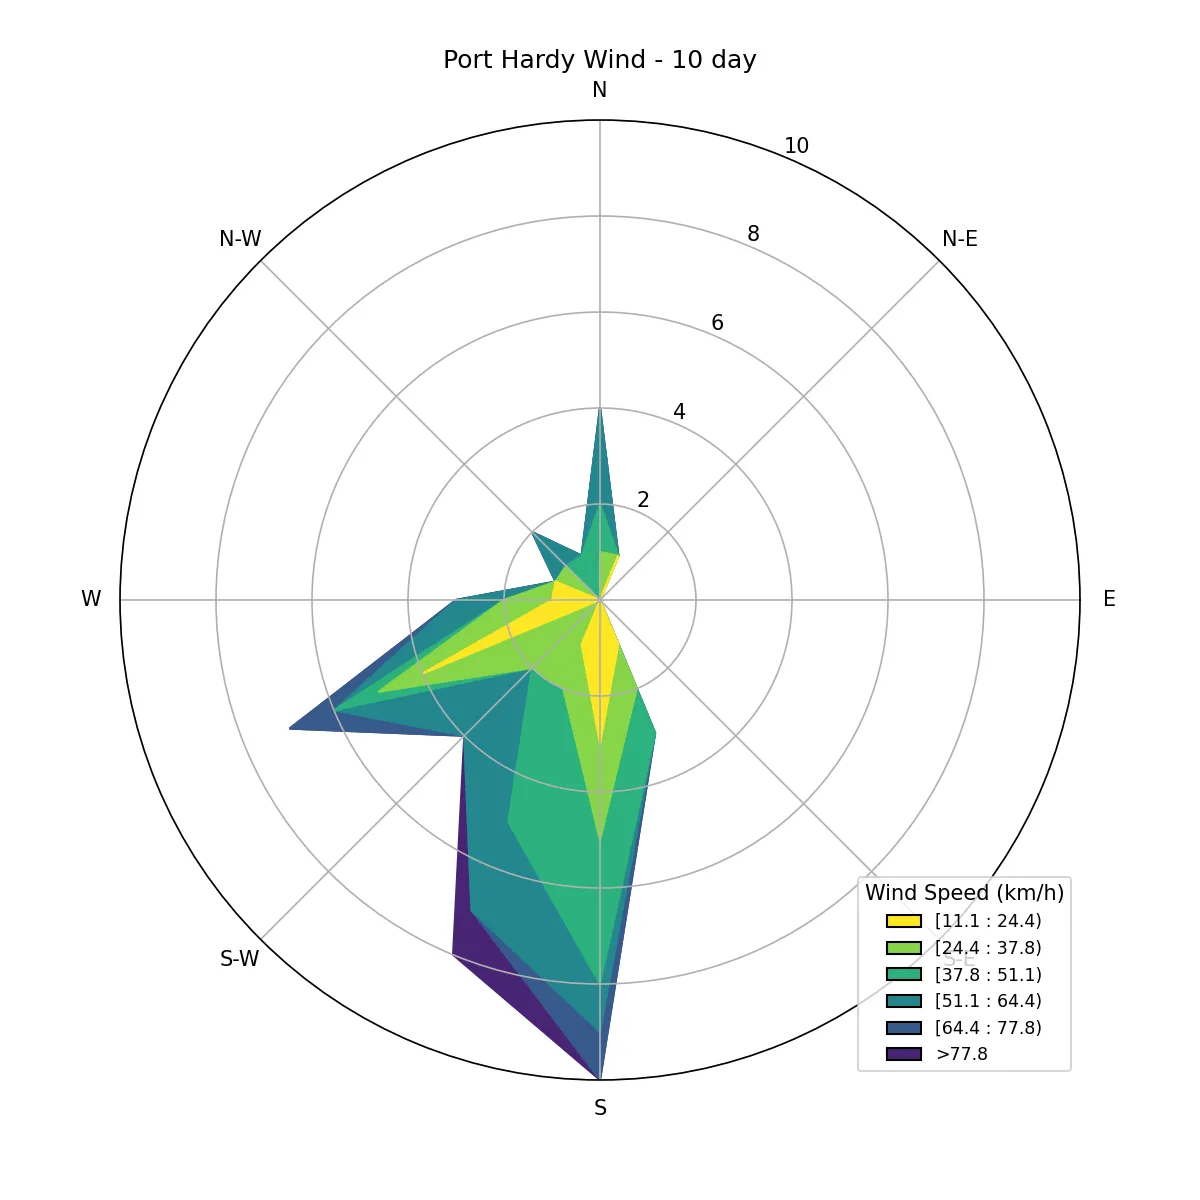 Port Hardy Wind - 10 day
N
10
N-W
N-E
8
6
4
2
W
E
Wind Speed (km/h)
[11.1 : 24.4)
[24.4 : 37.8)
S-W
S-E
[37.8 : 51.1)
[51.1 : 64.4)
[64.4 : 77.8)
>77.8
S